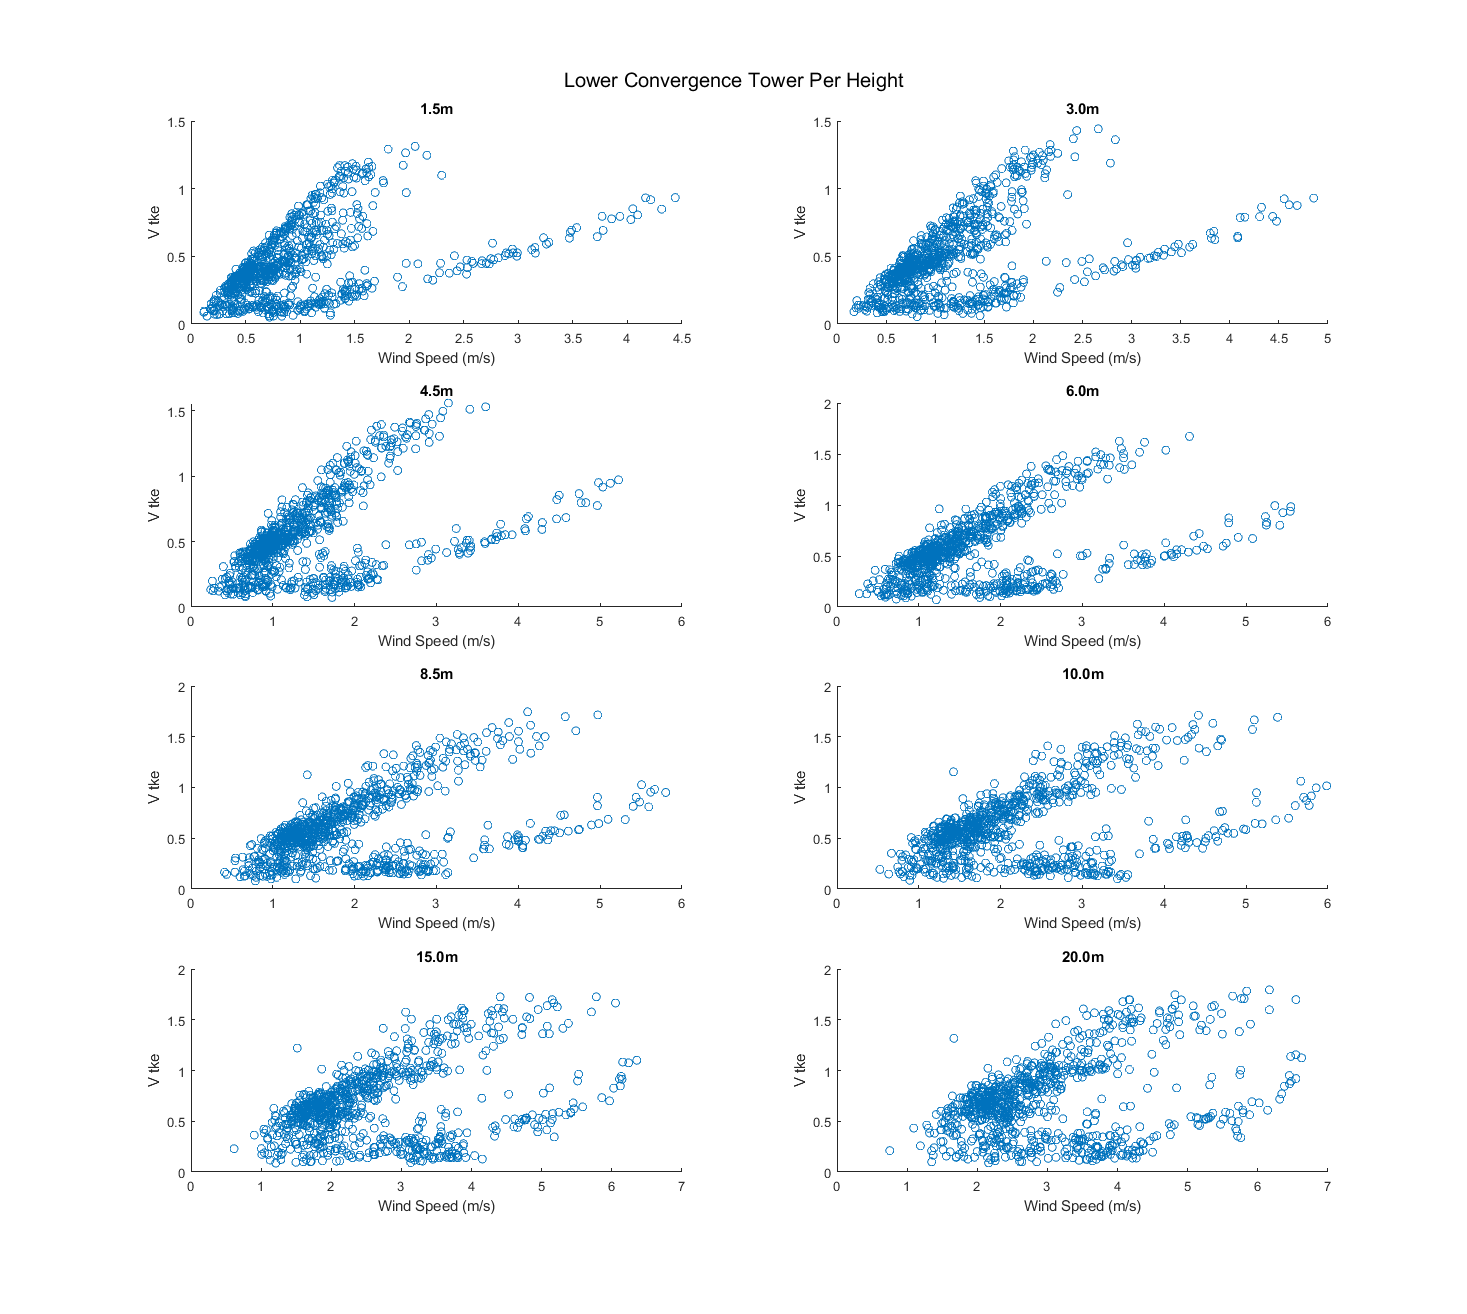 Lower Convergence Tower Per Height
1.5m
1.5
1
0.5
0
V tke
0 0.5 1 1.5 2 2.5 3 3.5 4 4.5
Wind Speed (m/s)
3.0m
1.5
1
0.5
0
V tke
0 0.5 1 1.5 2 2.5 3 3.5 4 4.5 5
Wind Speed (m/s)
4.5m
1.5
1
0.5
0
V tke
0 1 2 3 4 5 6
Wind Speed (m/s)
6.0m
2
1.5
1
0.5
0
V tke
0 1 2 3 4 5 6
Wind Speed (m/s)
8.5m
2
1.5
1
0.5
0
V tke
0 1 2 3 4 5 6
Wind Speed (m/s)
10.0m
2
1.5
1
0.5
0
V tke
0 1 2 3 4 5 6
Wind Speed (m/s)
15.0m
2
1.5
1
0.5
0
V tke
0 1 2 3 4 5 6 7
Wind Speed (m/s)
20.0m
2
1.5
1
0.5
0
V tke
0 1 2 3 4 5 6 7
Wind Speed (m/s)